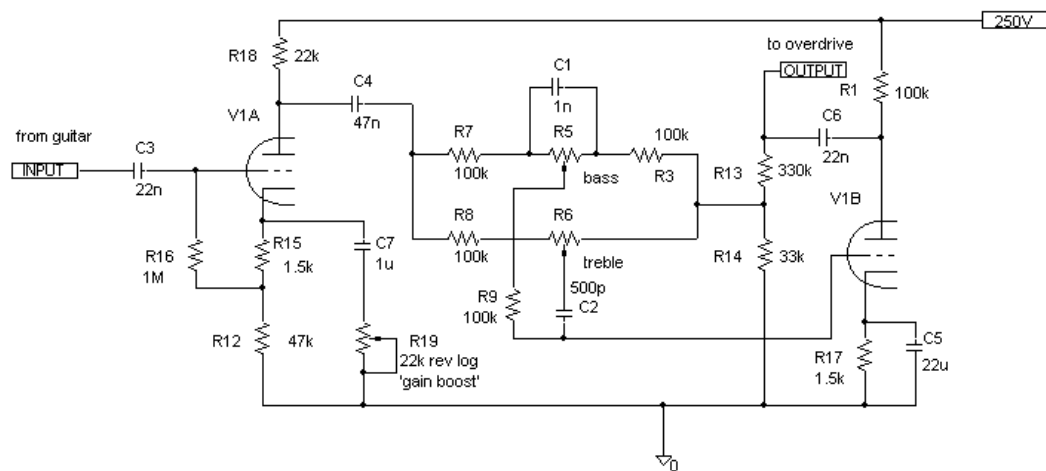 250V
to overdrive
OUTPUT
R18
22k
C4
47n
C1
1n
R1
100k
V1A
from guitar
INPUT
C3
22n
R7
100k
R5
bass
100k
R3
C6
22n
R13
330k
V1B
R8
100k
R6
treble
R16
1M
R15
1.5k
C7
1u
500p
C2
R9
100k
R14
33k
R12
47k
R19
22k rev log
'gain boost'
R17
1.5k
C5
22u
0